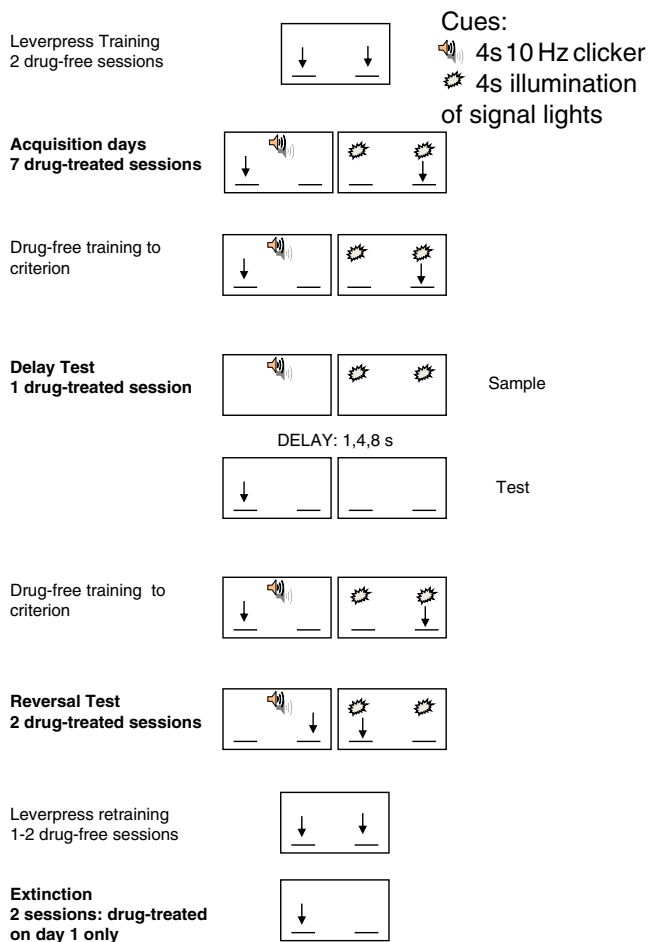 Leverpress Training
2 drug-free sessions
Cues:
4s 10 Hz clicker
4s illumination
of signal lights
Acquisition days
7 drug-treated sessions
Drug-free training to
criterion
Delay Test
1 drug-treated session
Sample
DELAY: 1,4,8 s
Test
Drug-free training to
criterion
Reversal Test
2 drug-treated sessions
Leverpress retraining
1-2 drug-free sessions
Extinction
2 sessions: drug-treated
on day 1 only